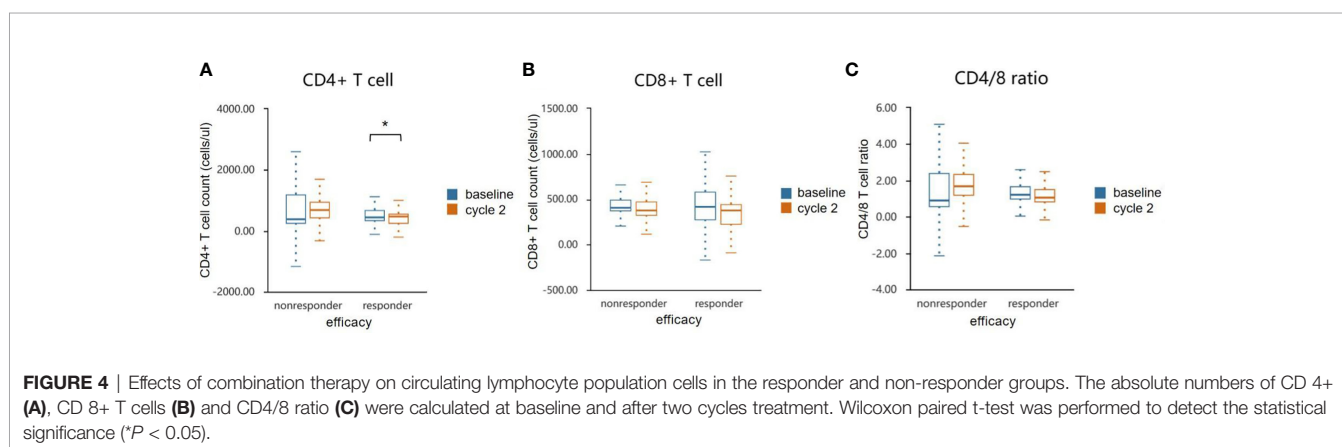 A
CD4+ T cell
4000.00
2000.00
0.00
-2000.00
CD4+ T cell count (cells/ul)
*
nonresponder responder
efficacy
baseline
cycle 2
B
CD8+ T cell
1500.00
1000.00
500.00
0.00
-500.00
CD8+ T cell count (cells/ul)
nonresponder responder
efficacy
baseline
cycle 2
C
CD4/8 ratio
6.00
4.00
2.00
0.00
-2.00
-4.00
CD4/8 T cell ratio
nonresponder responder
efficacy
baseline
cycle 2
FIGURE 4 | Effects of combination therapy on circulating lymphocyte population cells in the responder and non-responder groups. The absolute numbers of CD 4+
(A), CD 8+ T cells (B) and CD4/8 ratio (C) were calculated at baseline and after two cycles treatment. Wilcoxon paired t-test was performed to detect the statistical
significance (*P < 0.05).